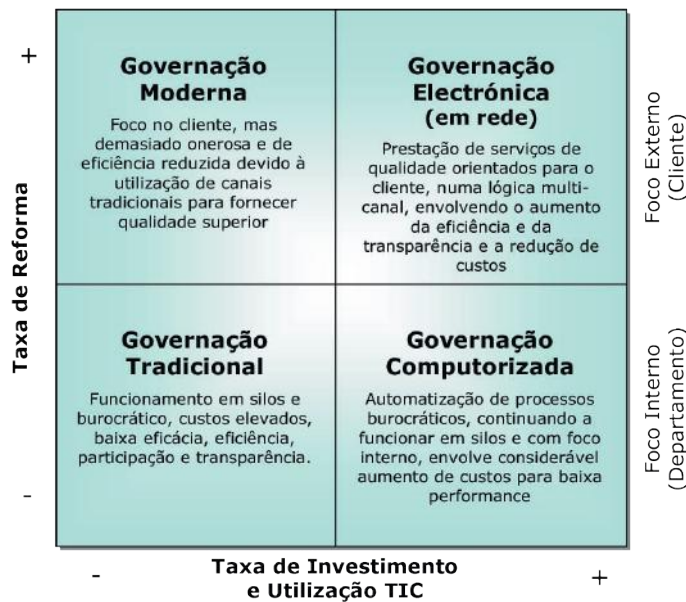 +
Taxa de Reforma
-
Governação
Moderna
Foco no cliente, mas
demasiado onerosa e de
eficiência reduzida devido à
utilização de canais
tradicionais para fornecer
qualidade superior
Governação
Electrónica
(em rede)
Prestação de serviços de
qualidade orientados para o
cliente, numa lógica multi-
canal, envolvendo o aumento
da eficiência e da
transparência e a redução de
custos
Foco Externo
(Cliente)
Governação
Tradicional
Funcionamento em silos e
burocrático, custos elevados,
baixa eficácia, eficiência,
participação e transparência.
Governação
Computorizada
Automatização de processos
burocráticos, continuando a
funcionar em silos e com foco
interno, envolve considerável
aumento de custos para baixa
performance
Foco Interno
(Departamento)
-
Taxa de Investimento
e Utilização TIC
+